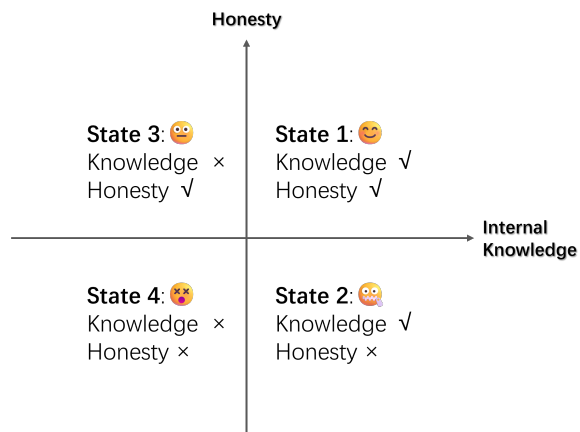 Honesty
State 3: 😐
Knowledge ×
Honesty √
State 1: 😊
Knowledge √
Honesty √
Internal
Knowledge
State 4: 😵
Knowledge ×
Honesty ×
State 2: 🤐
Knowledge √
Honesty ×